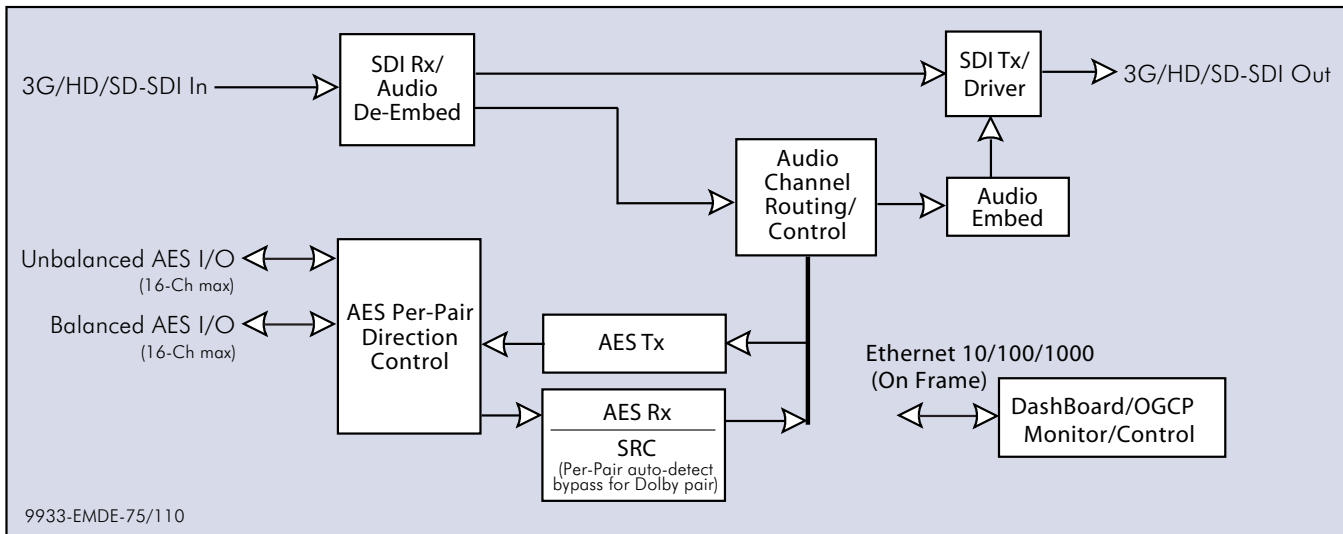 3G/HD/SD-SDI In
SDI Rx/
Audio
De-Embed
SDI Tx/
Driver
3G/HD/SD-SDI Out
Audio
Channel
Routing/
Control
Audio
Embed
Unbalanced AES I/O
(16-Ch max)
Balanced AES I/O
(16-Ch max)
AES Per-Pair
Direction
Control
AES Tx
AES Rx
SRC
(Per-Pair auto-detect
bypass for Dolby pair)
Ethernet 10/100/1000
(On Frame)
DashBoard/OGCP
Monitor/Control
9933-EMDE-75/110